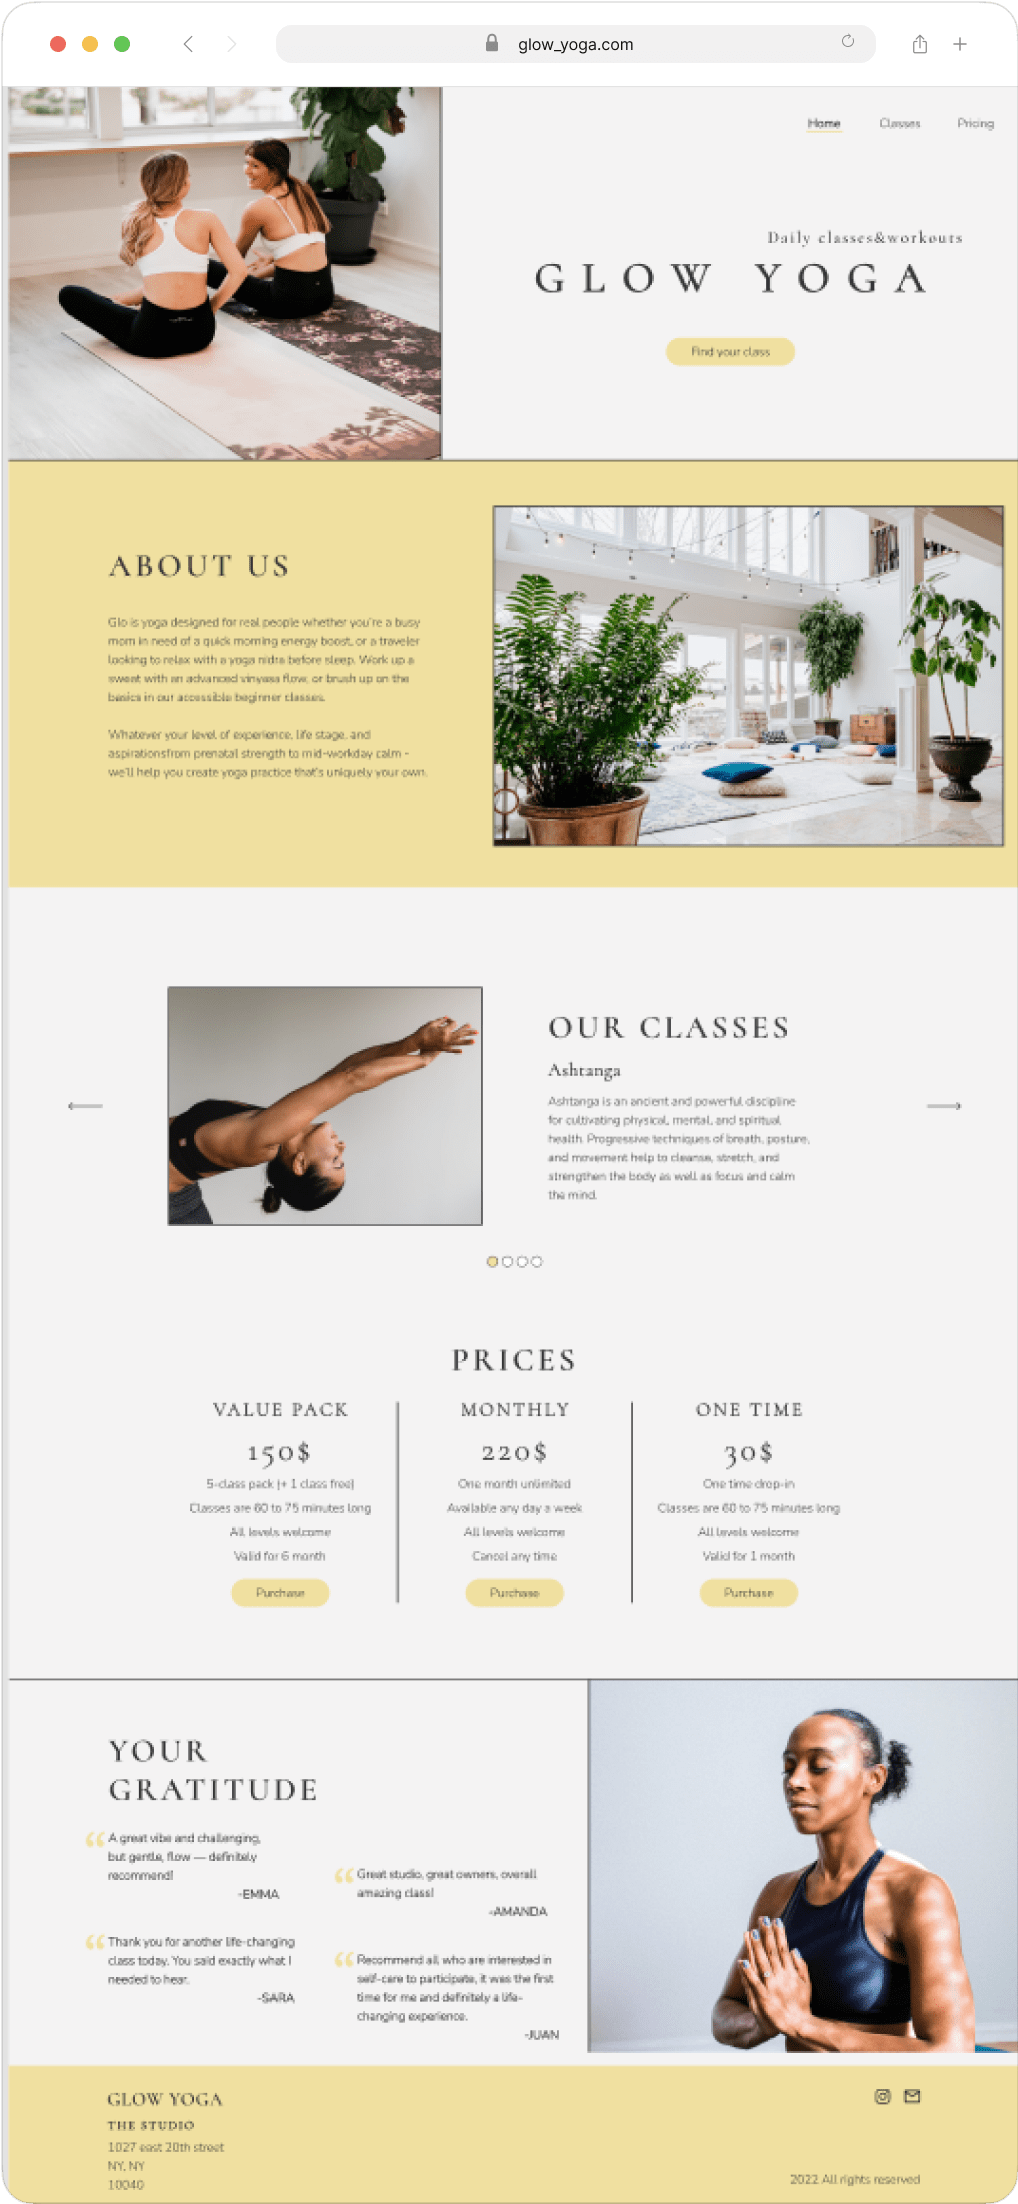 glow_yoga.com
Home Classes Pricing
Daily classes&workouts
GLOW YOGA
Find your class
ABOUT US
Glo is yoga designed for real people whether you're a busy
mom in need of a quick morning energy boost, or a traveler
looking to relax with a yoga nidra before sleep. Work up a
sweat with an advanced vinyasa flow, or brush up on the
basics in our accessible beginner classes.
Whatever your level of experience, life stage, and
aspirationsfrom prenatal strength to mid-workday calm -
we'll help you create yoga practice that's uniquely your own.
OUR CLASSES
Ashtanga
Ashtanga is an ancient and powerful discipline
for cultivating physical, mental, and spiritual
health. Progressive techniques of breath, posture,
and movement help to cleanse, stretch, and
strengthen the body as well as focus and calm
the mind.
PRICES
VALUE PACK
150$
5-class pack (+ 1 class free)
Classes are 60 to 75 minutes long
All levels welcome
Valid for 6 month
Purchase
MONTHLY
220$
One month unlimited
Available any day a week
All levels welcome
Cancel any time
Purchase
ONE TIME
30$
One time drop-in
Classes are 60 to 75 minutes long
All levels welcome
Valid for 1 month
Purchase
YOUR
GRATITUDE
“ A great vibe and challenging,
but gentle, flow — definitely
recommend!
-EMMA
“ Great studio, great owners, overall
amazing class!
-AMANDA
“ Thank you for another life-changing
class today. You said exactly what I
needed to hear.
-SARA
“ Recommend all who are interested in
self-care to participate, it was the first
time for me and definitely a life-
changing experience.
-JUAN
GLOW YOGA
THE STUDIO
1027 east 20th street
NY, NY
10040
2022 All rights reserved